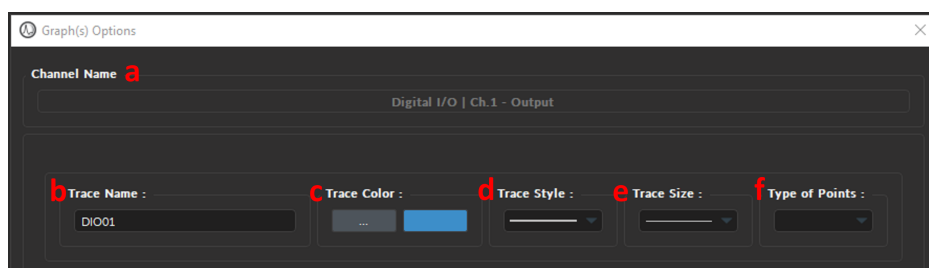 Graph(s) Options
Channel Name a
Digital I/O | Ch.1 - Output
b Trace Name : c Trace Color : d Trace Style : e Trace Size : f Type of Points :
DIO01 ...